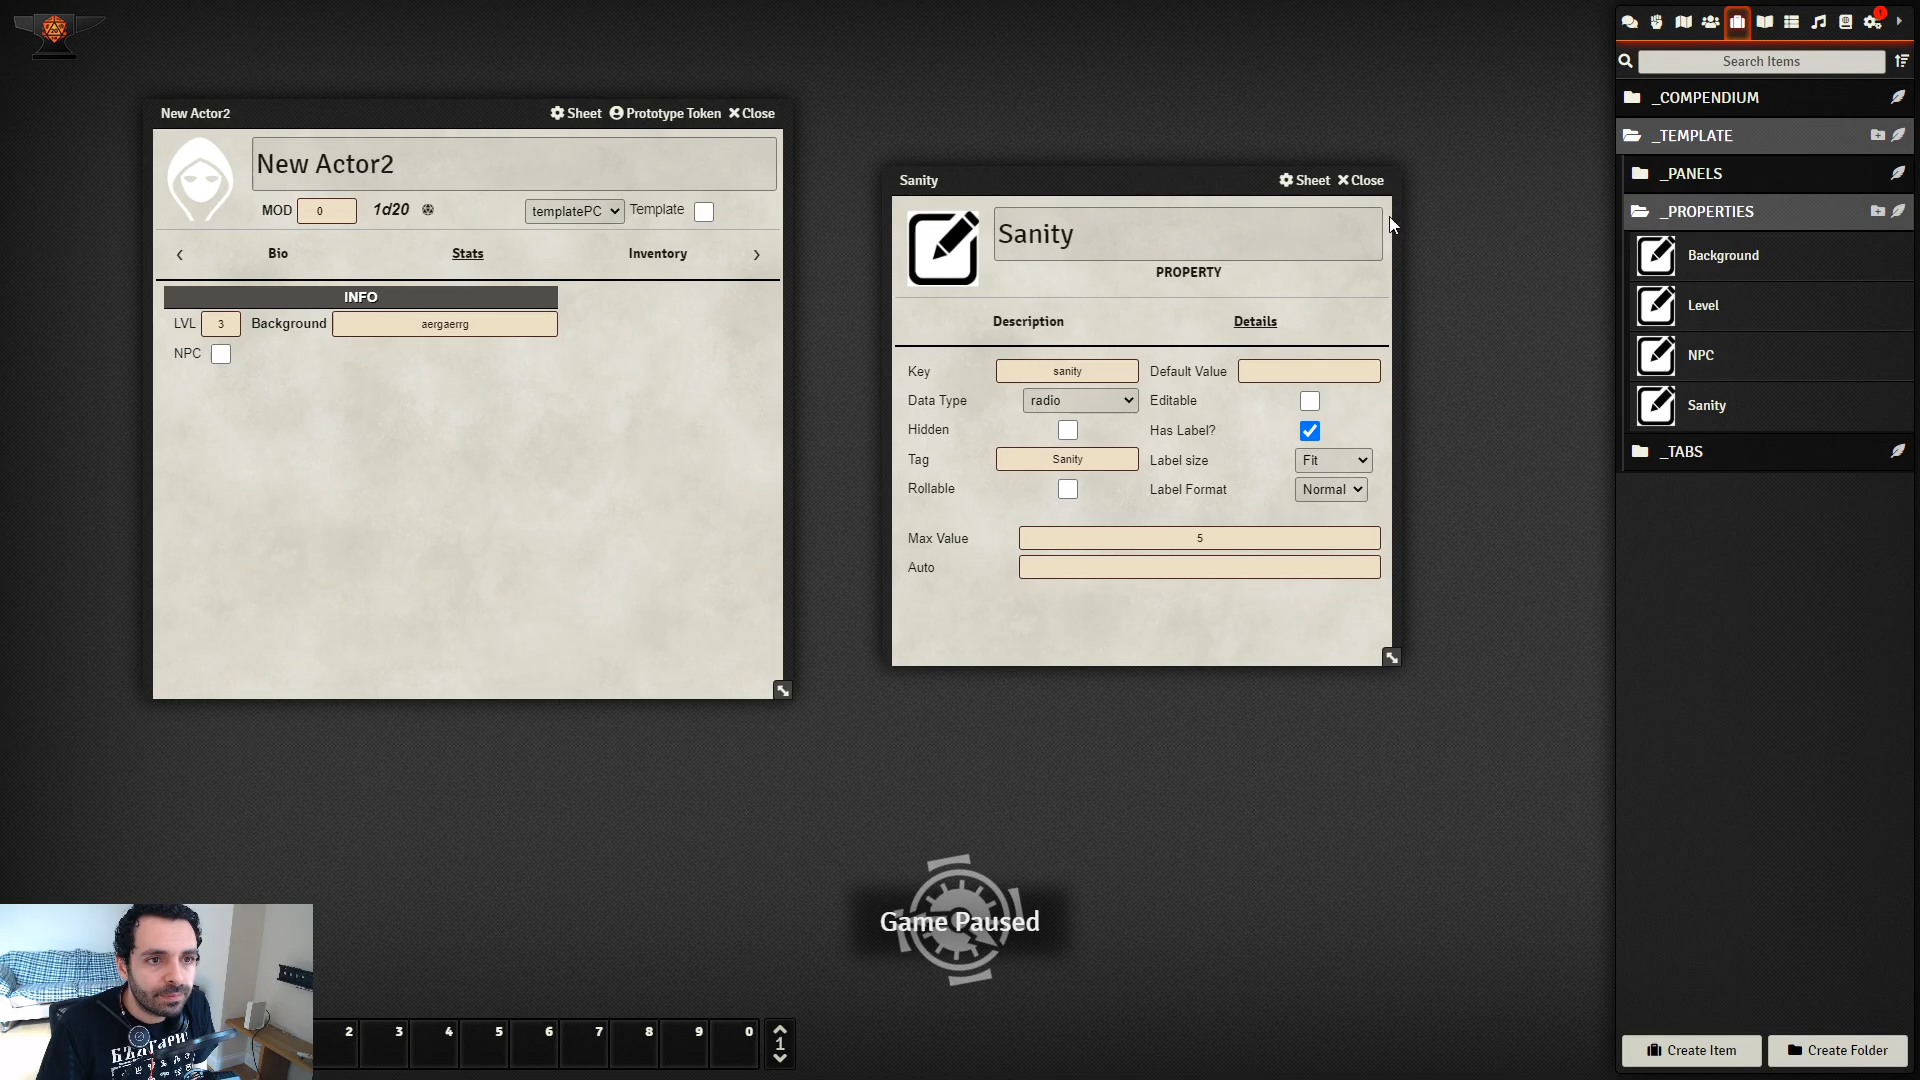 New Actor2
Sheet Prototype Token Close
New Actor2
MOD 0 1d20 templatePC Template
Bio Stats Inventory
INFO
LVL 3 Background aergaerrg
NPC
Sanity
Sheet Close
Sanity
PROPERTY
Description Details
Key sanity Default Value
Data Type radio Editable
Hidden Has Label?
Tag Sanity Label size Fit
Rollable Label Format Normal
Max Value 5
Auto
Search Items
_COMPENDIUM
_TEMPLATE
_PANELS
_PROPERTIES
Background
Level
NPC
Sanity
_TABS
Create Item Create Folder
Game Paused
2 3 4 5 6 7 8 9 0 1